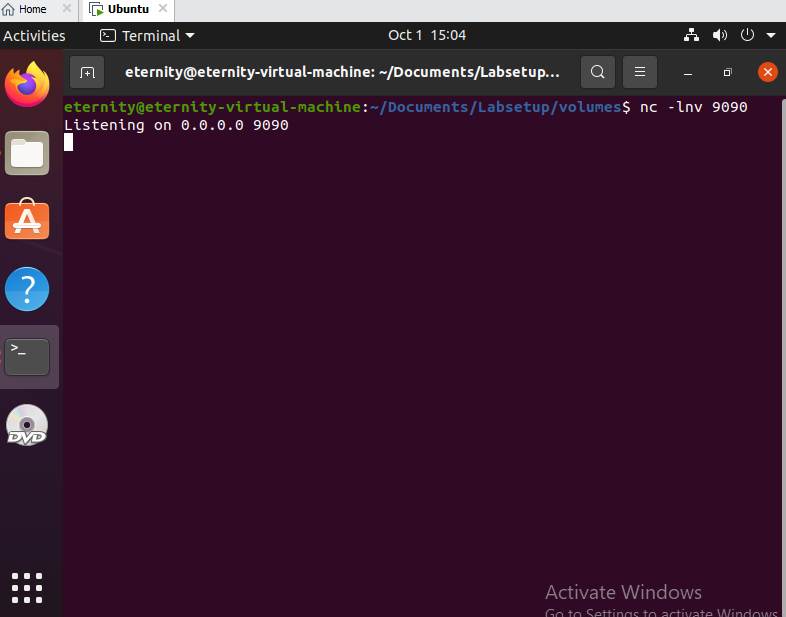 Home
Ubuntu
Activities
Terminal
Oct 1 15:04
eternity@eternity-virtual-machine: ~/Documents/Labsetup...
eternity@eternity-virtual-machine:~/Documents/Labsetup/volumes$ nc -lnv 9090
Listening on 0.0.0.0 9090
?
>_
DVD
Activate Windows
Go to Settings to activate Windows